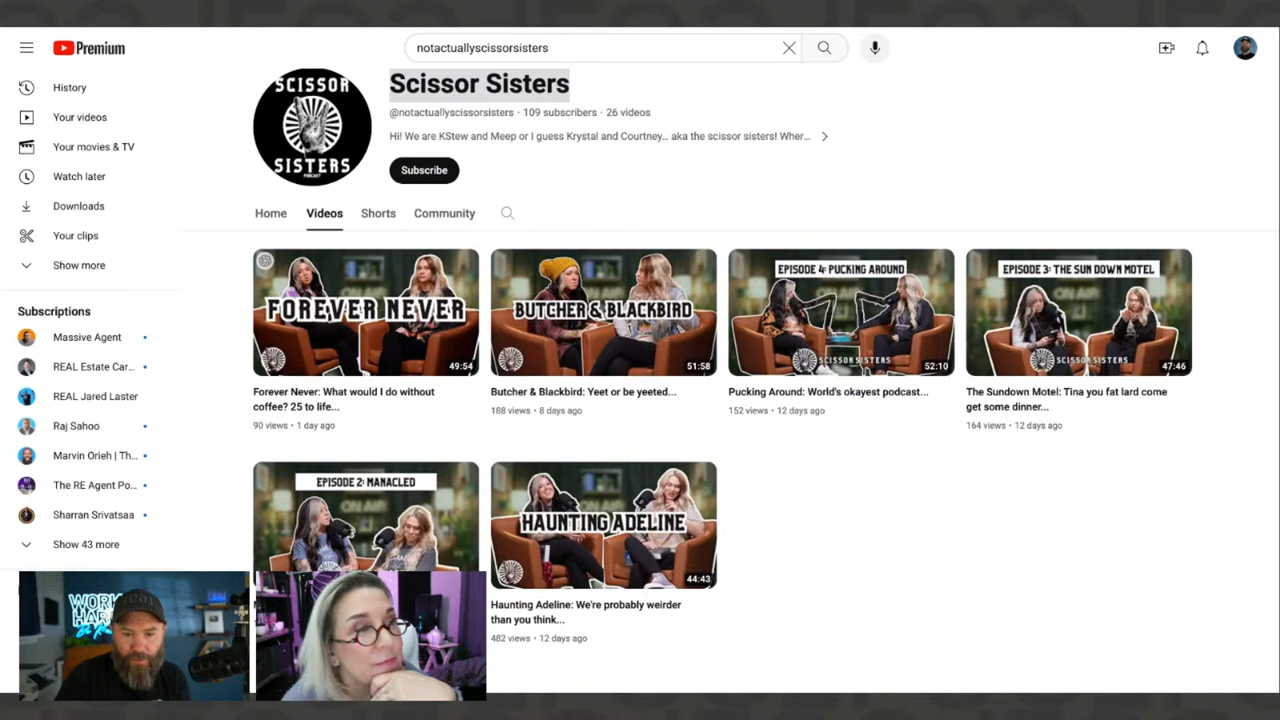 Premium
notactuallyscissorsisters
History
Your videos
Your movies & TV
Watch later
Downloads
Your clips
Show more
Subscriptions
Massive Agent
REAL Estate Car...
REAL Jared Laster
Raj Sahoo
Marvin Orieh | Th...
The RE Agent Po...
Sharran Srivatsaa
Show 43 more
SCISSOR
SISTERS
PODCAST
Scissor Sisters
@notactuallyscissorsisters · 109 subscribers · 26 videos
Hi! We are KStew and Meep or I guess Krystal and Courtney... aka the scissor sisters! Wher...
Subscribe
Home
Videos
Shorts
Community
FOREVER NEVER
49:54
Forever Never: What would I do without
coffee? 25 to life...
90 views · 1 day ago
BUTCHER & BLACKBIRD
51:58
Butcher & Blackbird: Yeet or be yeeted...
188 views · 8 days ago
EPISODE 4: PUCKING AROUND
SCISSOR SISTERS
52:10
Pucking Around: World's okayest podcast...
152 views · 12 days ago
EPISODE 3: THE SUN DOWN MOTEL
SCISSOR SISTERS
47:46
The Sundown Motel: Tina you fat lard come
get some dinner...
164 views · 12 days ago
EPISODE 2: MANACLED
HAUNTING ADELINE
44:43
Haunting Adeline: We're probably weirder
than you think...
482 views · 12 days ago
WORK
HARD